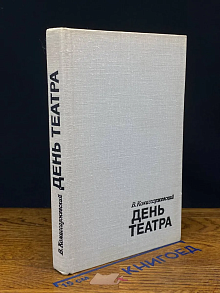 В. Комиссаржевский ДЕНЬ ТЕАТРА
В. Комиссаржевский
ДЕНЬ
ТЕАТРА
КНИГОЕД